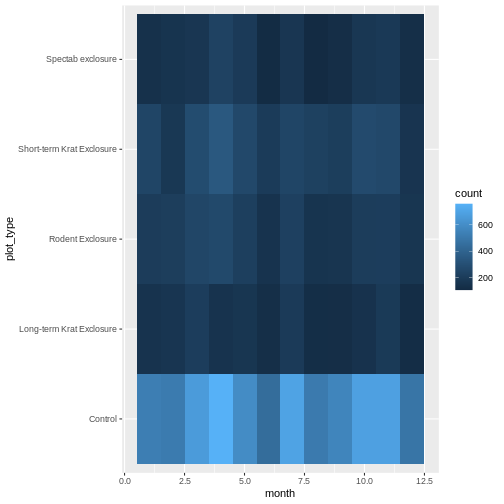 Spectab exclosure
Short-term Krat Exclosure
Rodent Exclosure
Long-term Krat Exclosure
Control
plot_type
0.0 2.5 5.0 7.5 10.0 12.5
month
count
600
400
200